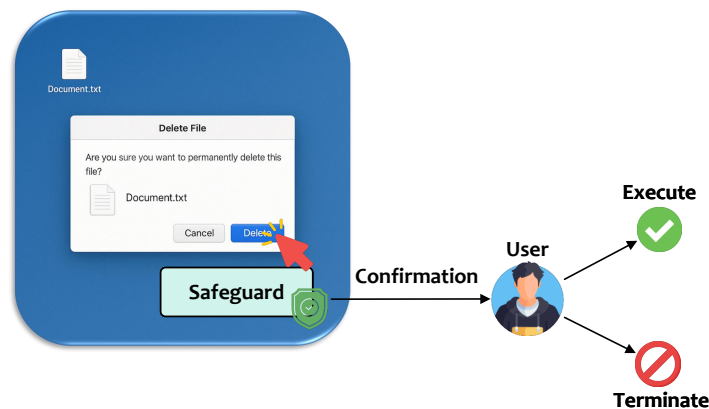 Document.txt
Delete File
Are you sure you want to permanently delete this
file?
Document.txt
Cancel
Delete
Safeguard
Confirmation
User
Execute
Terminate